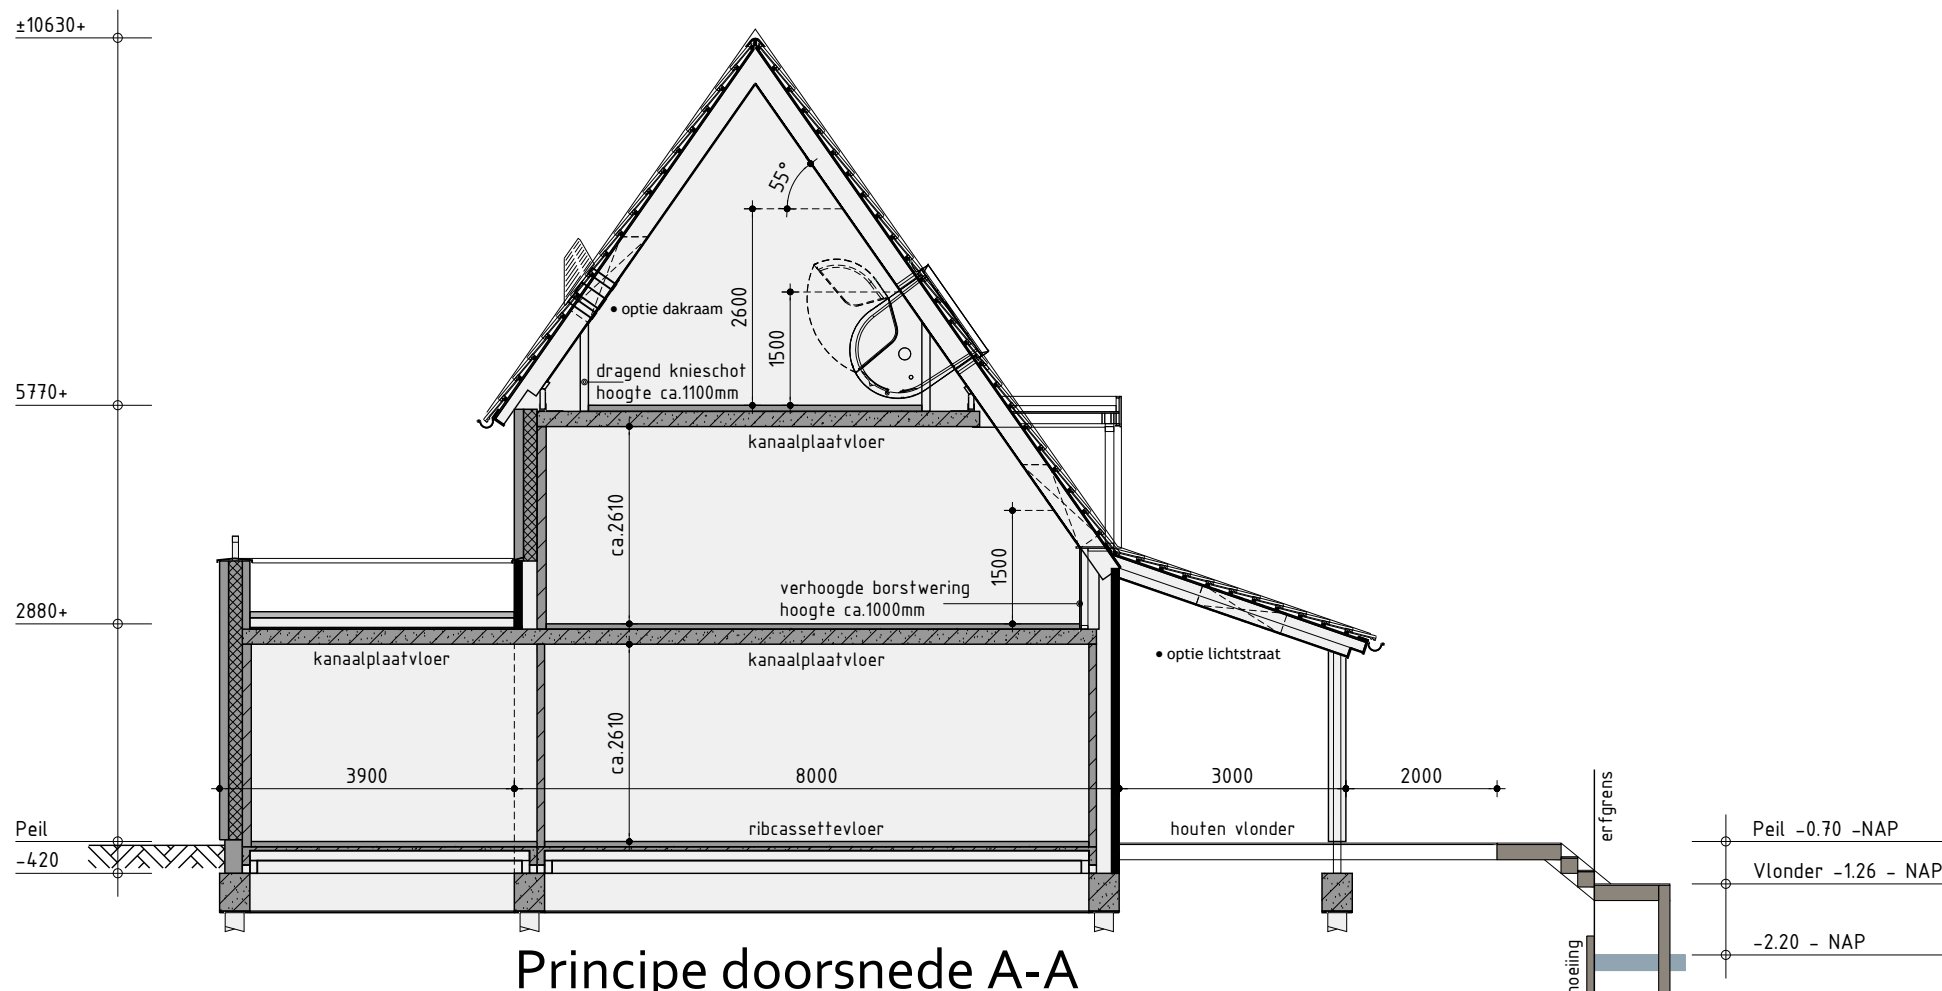 ±10630+
55°
optie dakraam
2600
1500
dragend knieschot
hoogte ca.1100mm
5770+
kanaalplaatvloer
ca.2610
1500
verhoogde borstwering
hoogte ca.1000mm
2880+
kanaalplaatvloer
kanaalplaatvloer
optie lichtstraat
ca.2610
3900
8000
3000
2000
erfgrens
Peil
ribcassettevloer
houten vlonder
Peil -0.70 -NAP
-420
Vlonder -1.26 - NAP
-2.20 - NAP
Principe doorsnede A-A